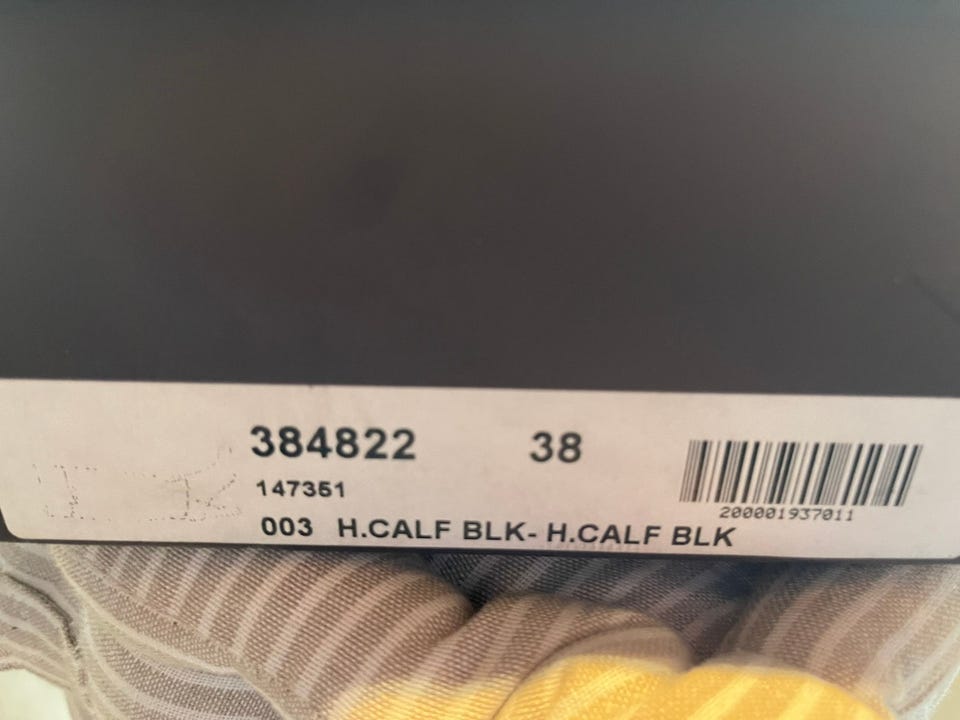 384822 38
147351
200001937011
003 H.CALF BLK- H.CALF BLK